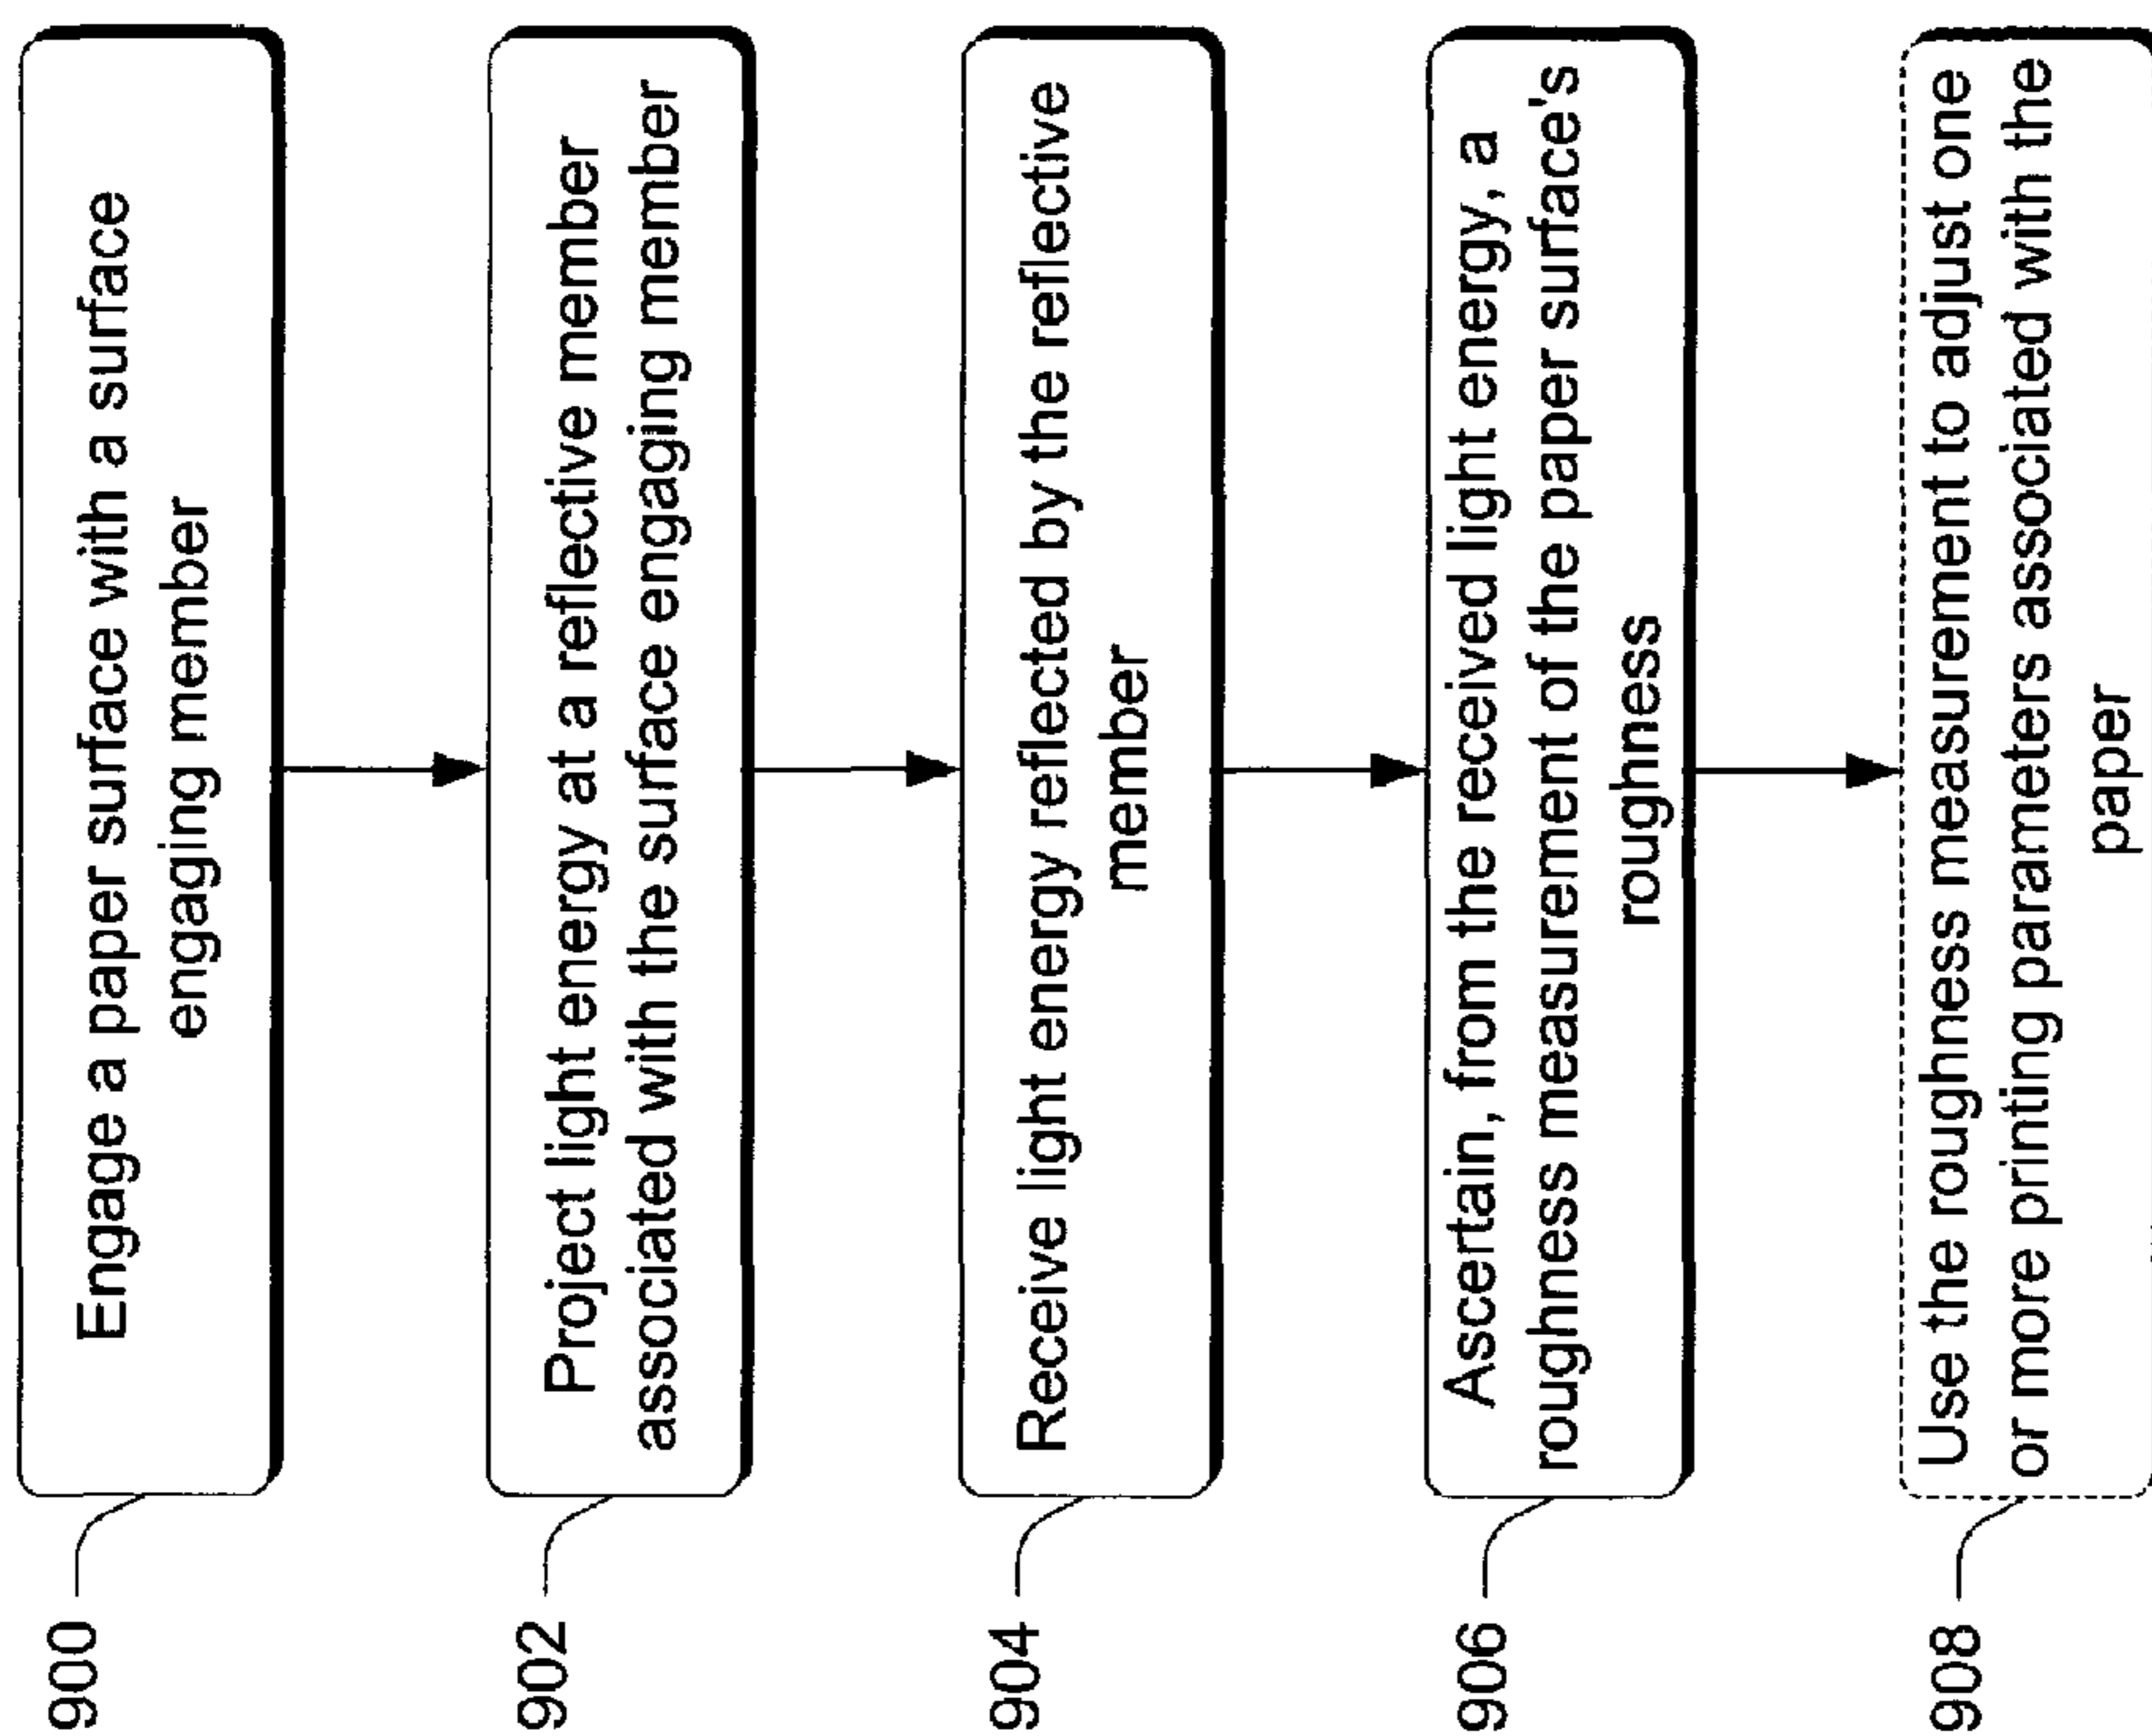 900
Engage a paper surface with a surface
engaging member
902
Project light energy at a reflective member
associated with the surface engaging member
904
Receive light energy reflected by the reflective
member
906
Ascertain, from the received light energy, a
roughness measurement of the paper surface's
roughness
908
Use the roughness measurement to adjust one
or more printing parameters associated with the
paper